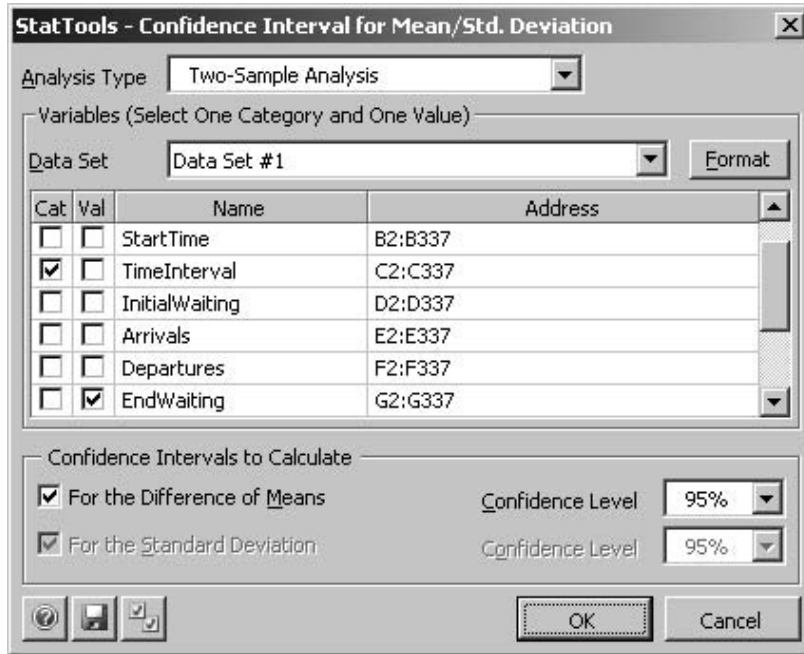 StatTools - Confidence Interval for Mean/Std. Deviation
Analysis Type Two-Sample Analysis
Variables (Select One Category and One Value)
Data Set Data Set #1 Format
Cat Val Name Address
StartTime B2:B337
TimeInterval C2:C337
InitialWaiting D2:D337
Arrivals E2:E337
Departures F2:F337
EndWaiting G2:G337
Confidence Intervals to Calculate
For the Difference of Means Confidence Level 95%
For the Standard Deviation Confidence Level 95%
OK Cancel